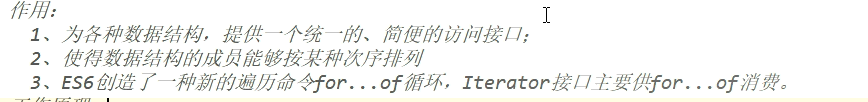 作用:
1、为各种数据结构，提供一个统一的、简便的访问接口;
2、使得数据结构的成员能够按某种次序排列
3、ES6创造了一种新的遍历命令for...of循环，Iterator接口主要供for...of消费。